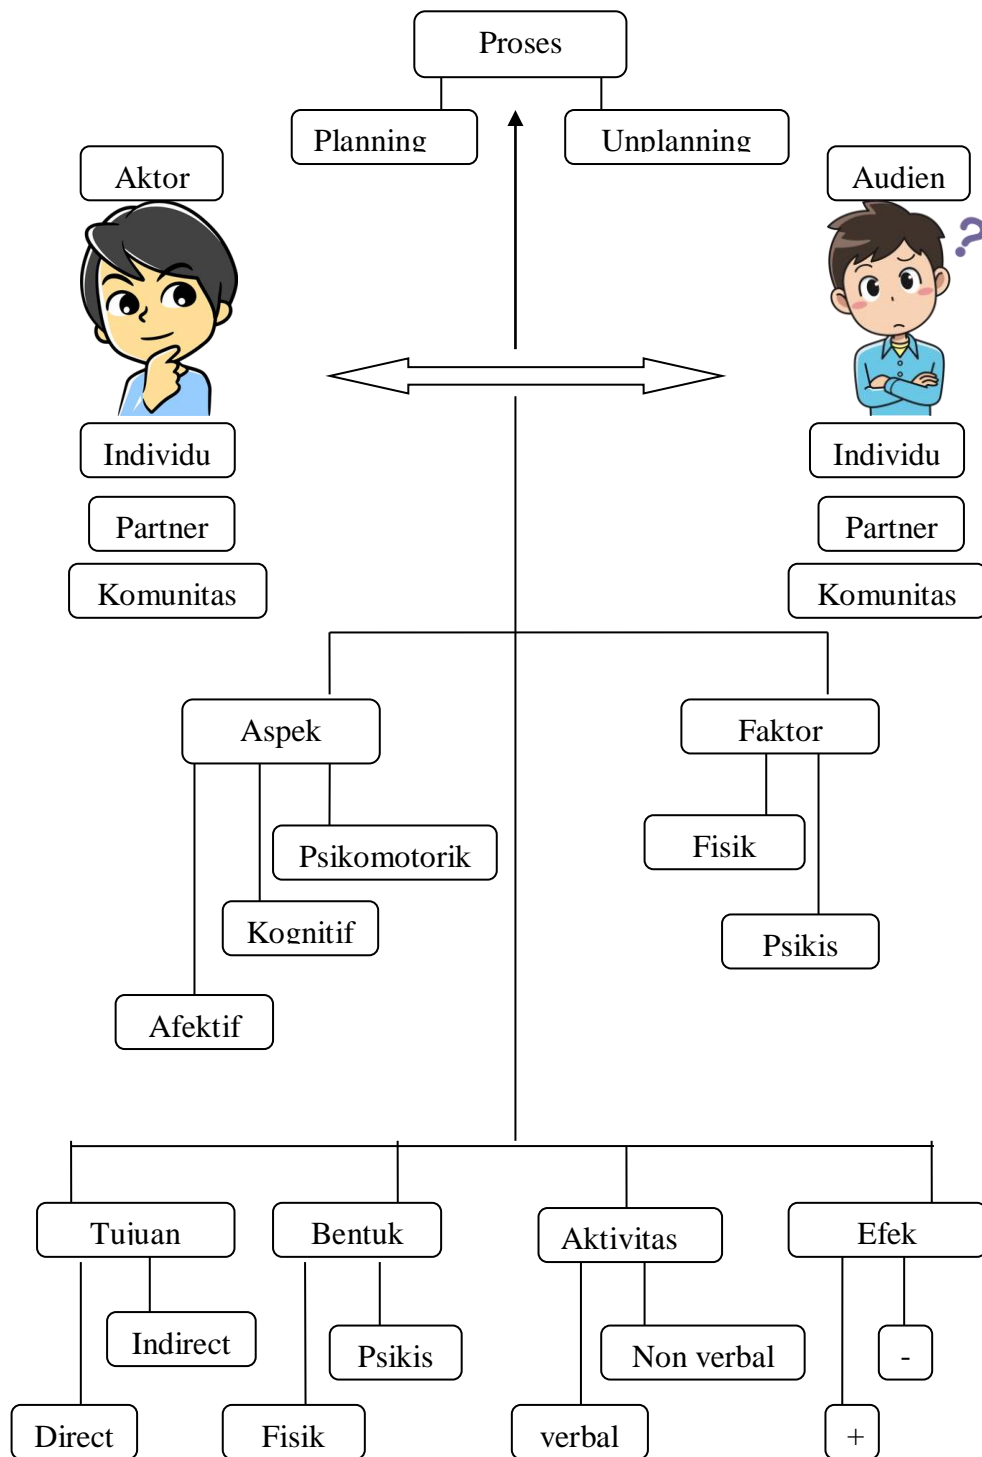 Proses
Planning
Unplanning
Aktor
Audien
?
Individu
Individu
Partner
Partner
Komunitas
Komunitas
Aspek
Faktor
Psikomotorik
Fisik
Kognitif
Psikis
Afektif
Tujuan
Bentuk
Aktivitas
Efek
Indirect
Psikis
Non verbal
-
Direct
Fisik
verbal
+